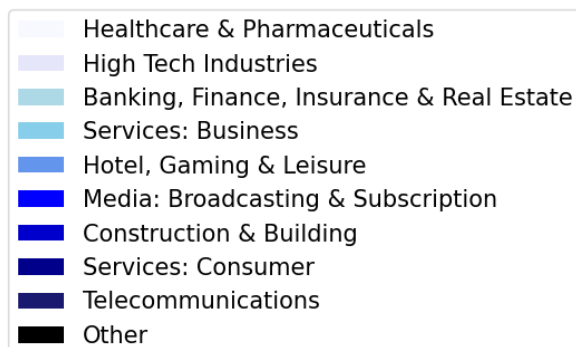 Healthcare & Pharmaceuticals
High Tech Industries
Banking, Finance, Insurance & Real Estate
Services: Business
Hotel, Gaming & Leisure
Media: Broadcasting & Subscription
Construction & Building
Services: Consumer
Telecommunications
Other